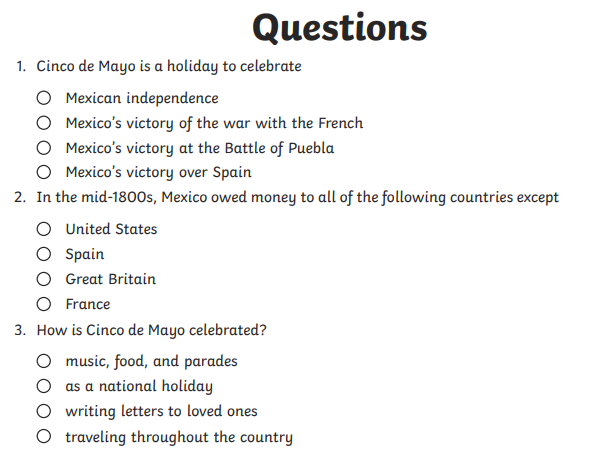 Questions
1. Cinco de Mayo is a holiday to celebrate
Mexican independence
Mexico's victory of the war with the French
Mexico's victory at the Battle of Puebla
Mexico's victory over Spain
2. In the mid-1800s, Mexico owed money to all of the following countries except
United States
Spain
Great Britain
France
3. How is Cinco de Mayo celebrated?
music, food, and parades
as a national holiday
writing letters to loved ones
traveling throughout the country